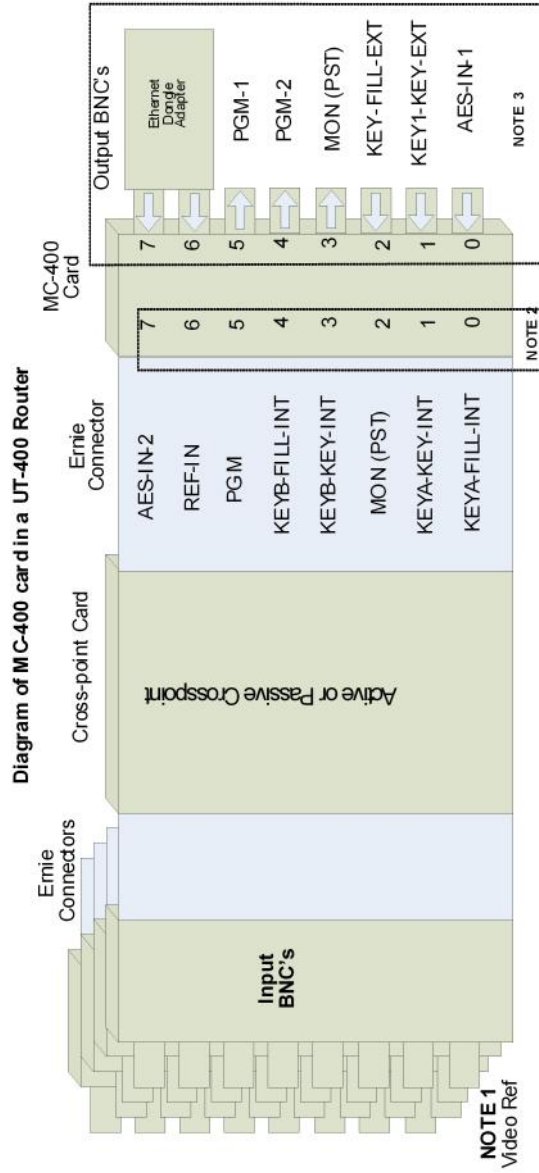 Diagram of MC-400 card in a UT-400 Router
Ernie
Connectors
Cross-point Card
Ernie
Connector
MC-400
Card
Output BNC's
Input
BNC's
Active or Passive Crosspoint
AES-IN-2
REF-IN
PGM
KEYB-FILL-INT
KEYB-KEY-INT
MON (PST)
KEYA-KEY-INT
KEYA-FILL-INT
7
6
5
4
3
2
1
0
7
6
5
4
3
2
1
0
Ethernet
Dongle
Adapter
PGM-1
PGM-2
MON (PST)
KEY-FILL-EXT
KEY1-KEY-EXT
AES-IN-1
NOTE 1
Video Ref
NOTE 2
NOTE 3